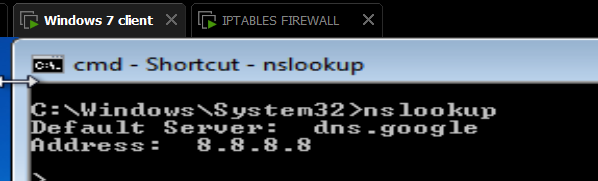 Windows 7 client
IPTABLES FIREWALL
cmd - Shortcut - nslookup
C:\Windows\System32>nslookup
Default Server:  dns.google
Address:  8.8.8.8
>